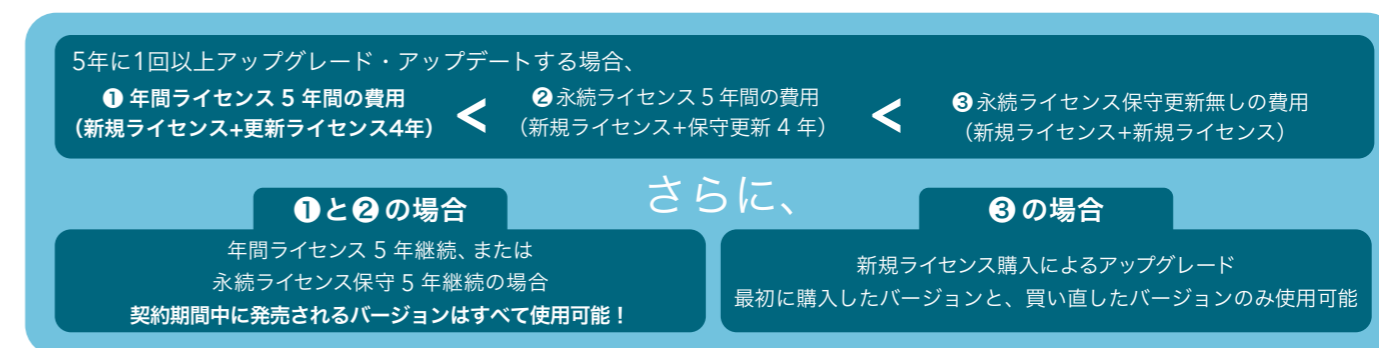 5年に1回以上アップグレード・アップデートする場合、
❶ 年間ライセンス 5 年間の費用
(新規ライセンス+更新ライセンス4年)
<
❷ 永続ライセンス 5 年間の費用
(新規ライセンス+保守更新 4 年)
<
❸ 永続ライセンス保守更新無しの費用
(新規ライセンス+新規ライセンス)
さらに、
❶と❷の場合
年間ライセンス 5 年継続、または
永続ライセンス保守 5 年継続の場合
契約期間中に発売されるバージョンはすべて使用可能!
❸の場合
新規ライセンス購入によるアップグレード
最初に購入したバージョンと、買い直したバージョンのみ使用可能